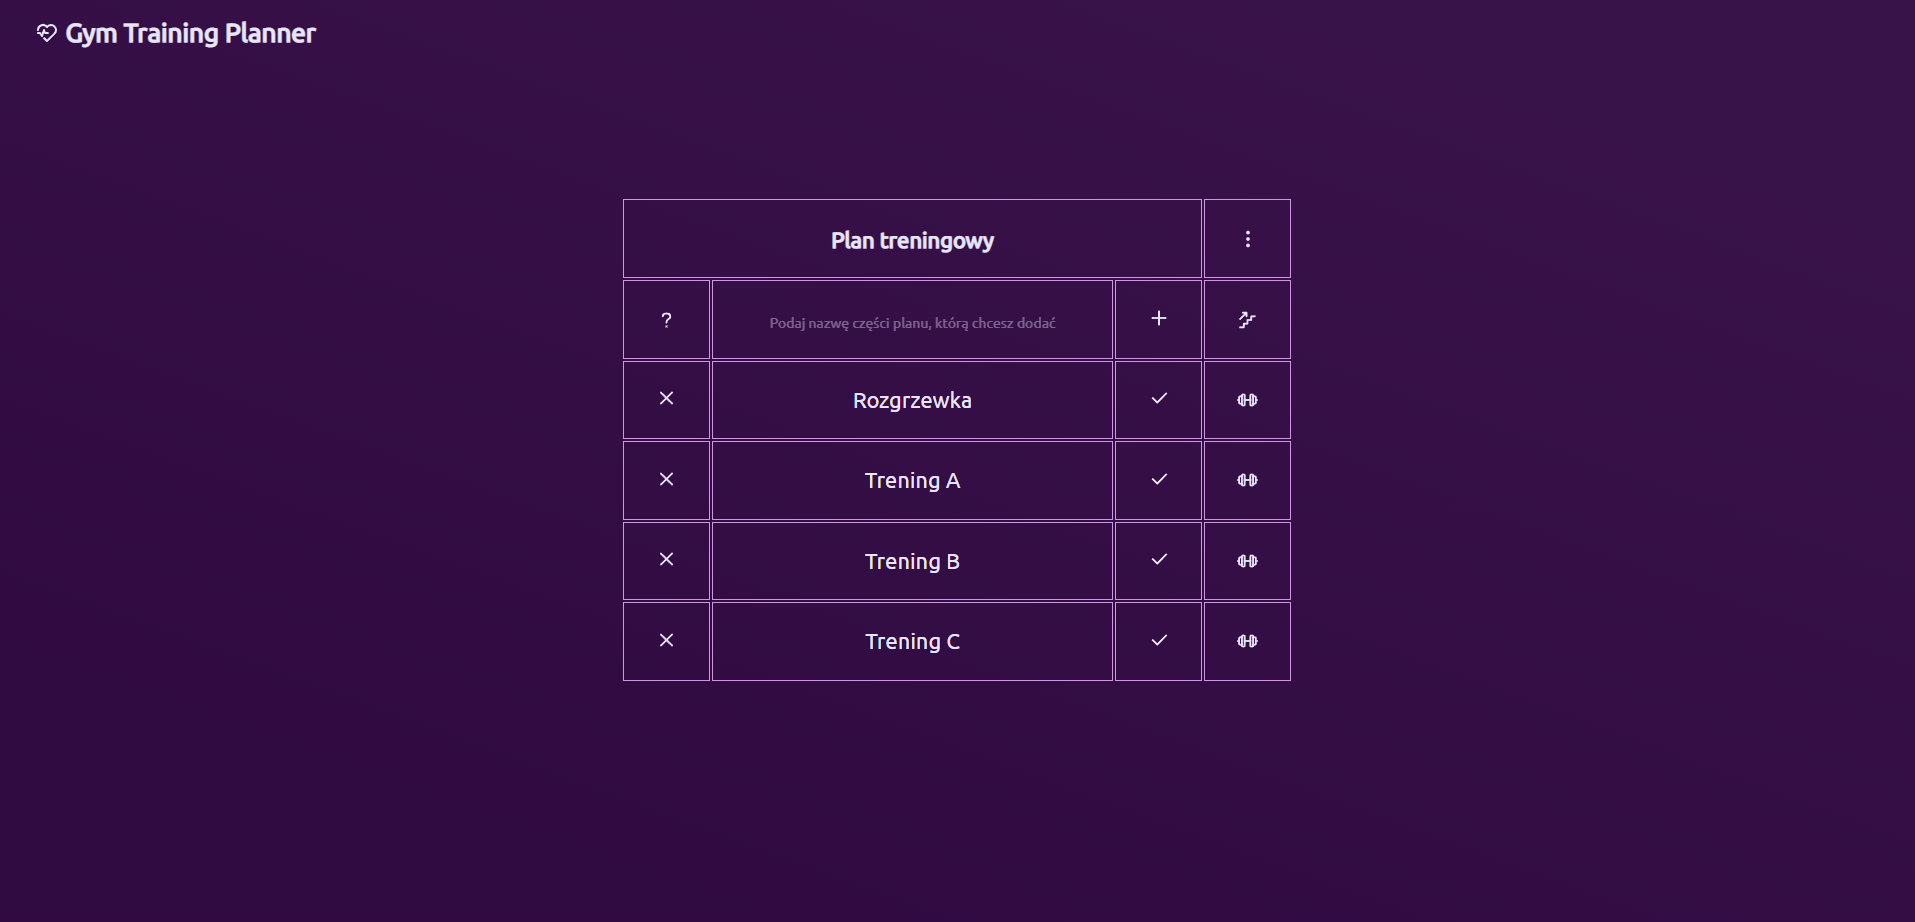 Gym Training Planner
Plan treningowy
?
Podaj nazwę części planu, którą chcesz dodać
Rozgrzewka
Trening A
Trening B
Trening C